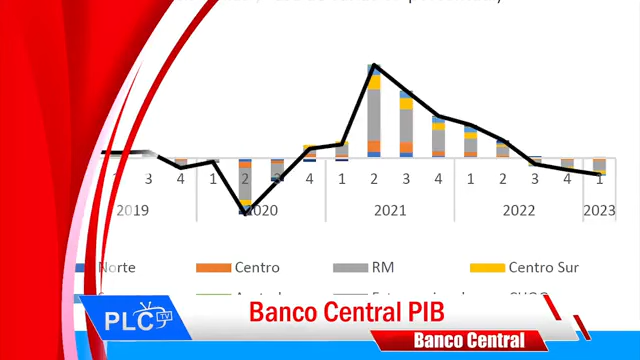 3 4 1 2 3 4 1 2 3 4 1 2 3 4 1
2019 2020 2021 2022 2023
Norte Centro RM Centro Sur
PLC TV
Banco Central PIB
Banco Central